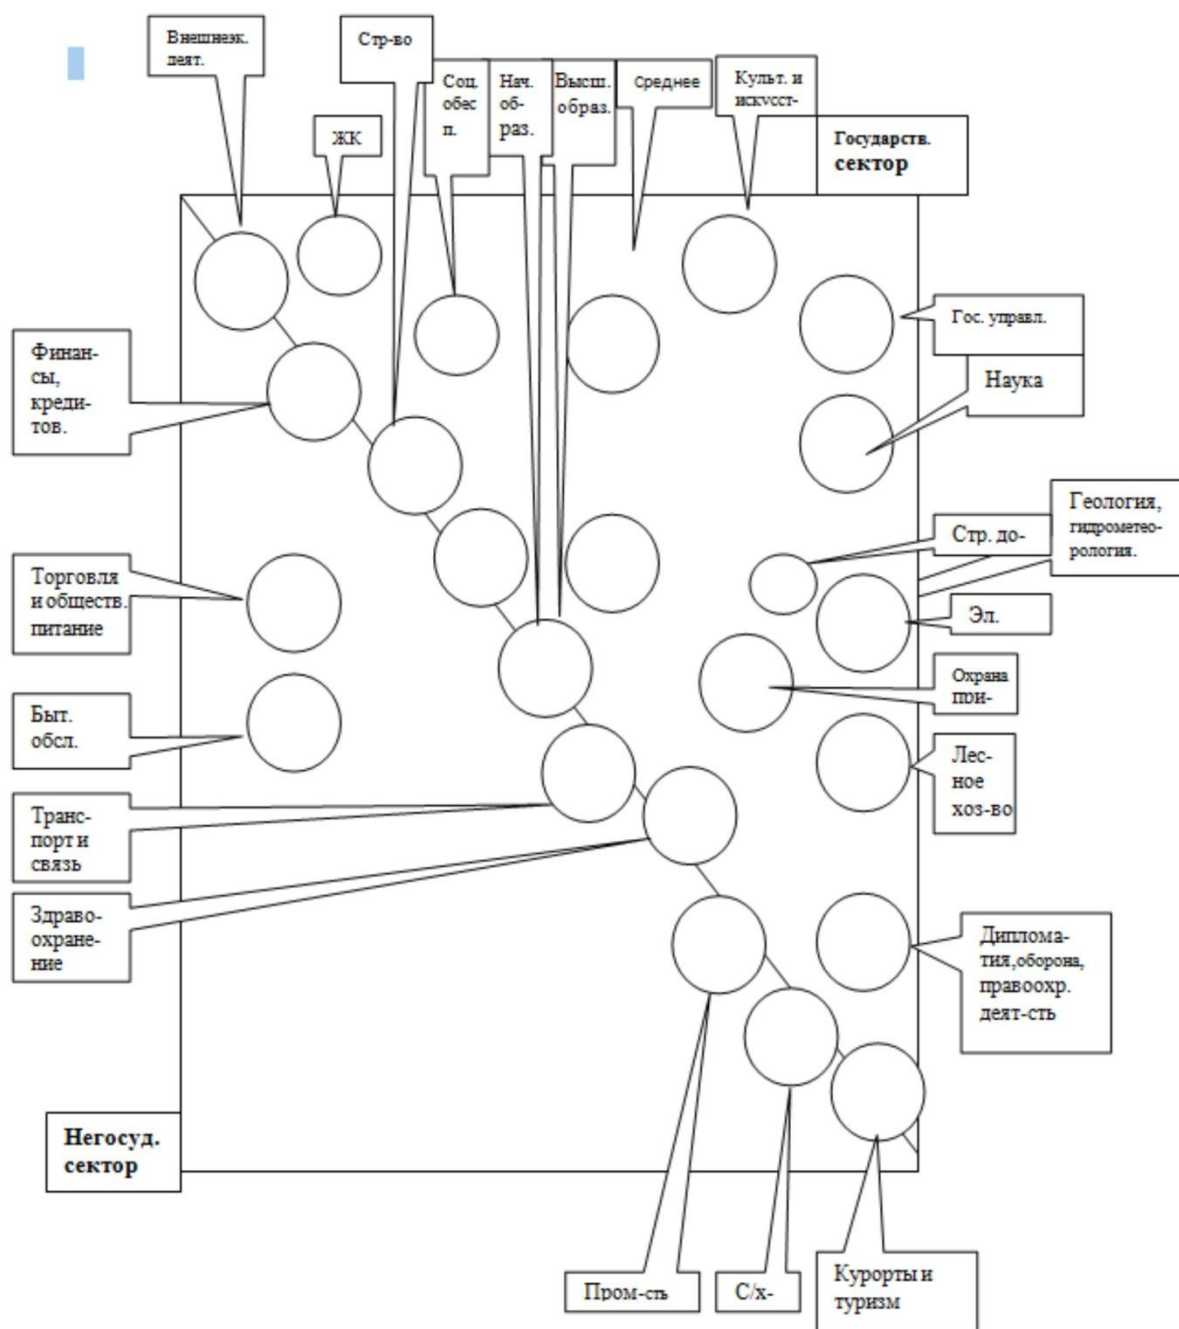 Внешнеэк.
деят.
Стр-во
ЖК
Соц.
обес
п.
Нач.
об-
раз.
Высш.
образ.
Среднее
Культ. и
искусст-
Государств.
сектор
Гос. управл.
Наука
Финан-
сы,
креди-
тов.
Геология,
гидрометео-
рология.
Стр. до-
Торговля
и обществ.
питание
Эл.
Охрана
при-
Быт.
обсл.
Лес-
ное
хоз-во
Транс-
порт и
связь
Здраво-
охране-
ние
Диплома-
тия,оборона,
правоохр.
деят-сть
Негосуд.
сектор
Пром-сть
С/х-
Курорты и
туризм